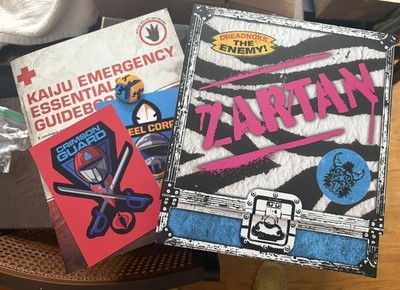 KAIJU EMERGENCY
ESSENTIAL
GUIDEBO
EEL CORP
CRIMSON
GUARD
DREADNOKS
THE ENEMY!
ZARTAN